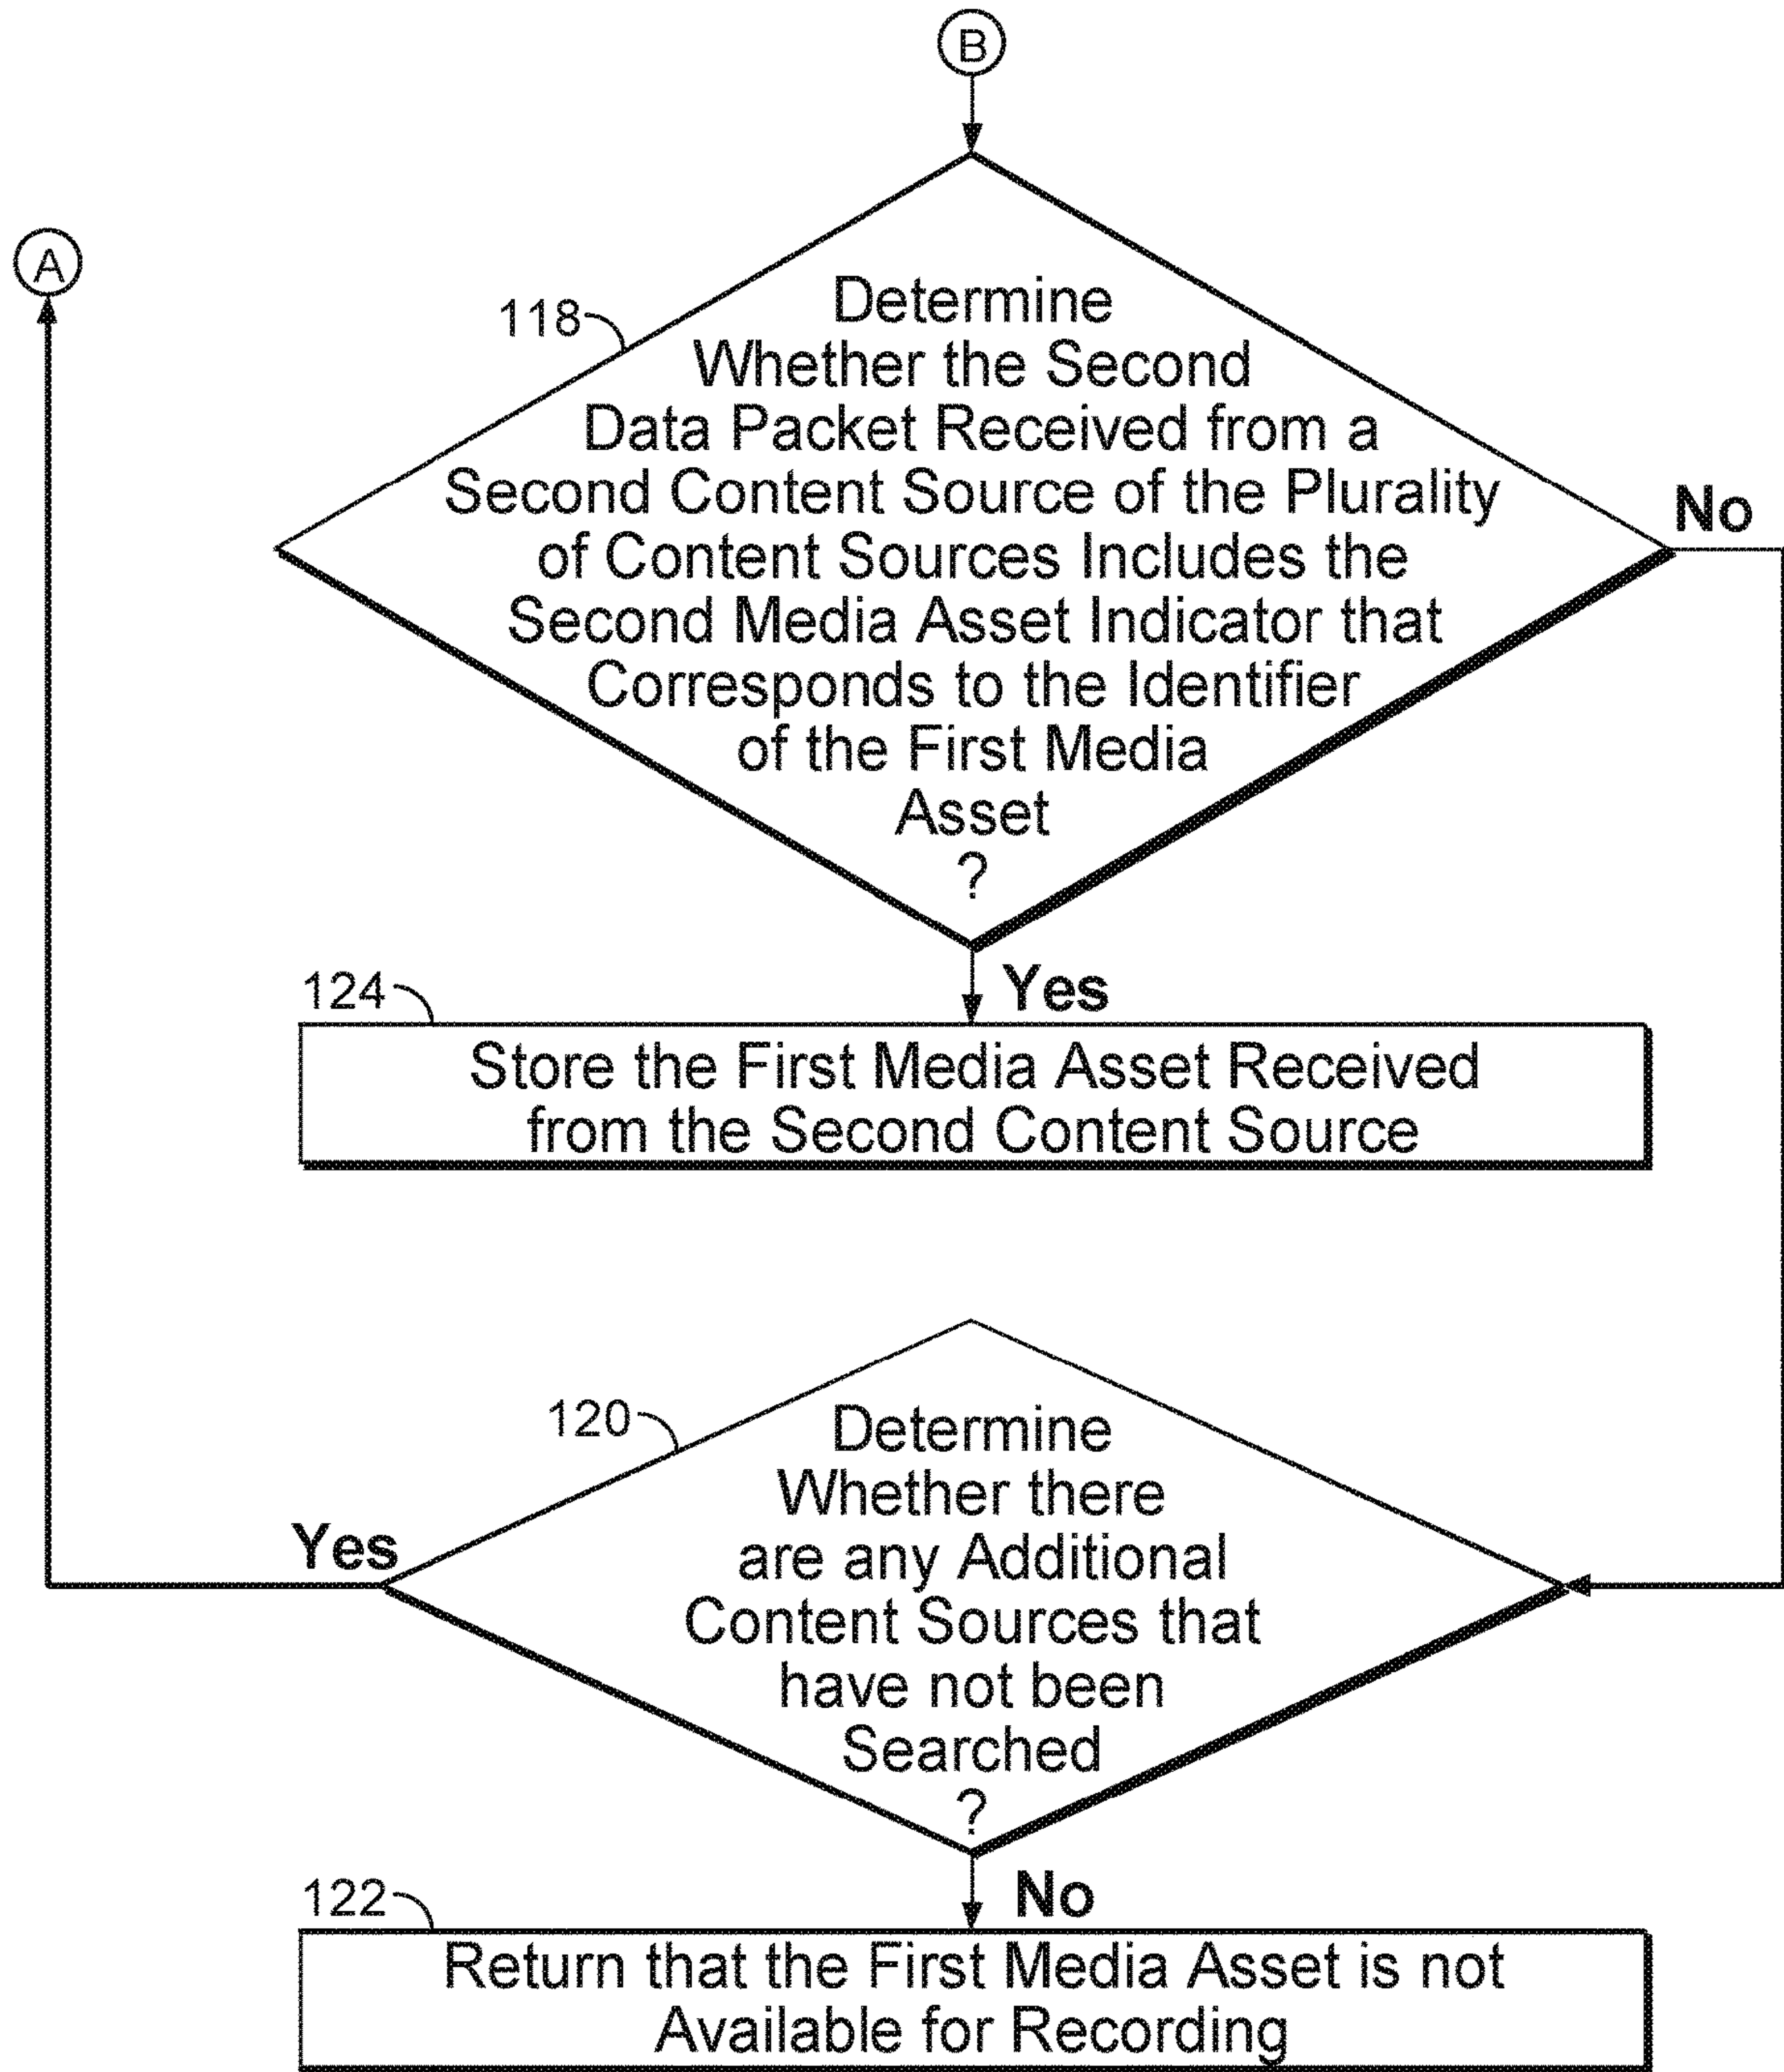 B
A
118
Determine
Whether the Second
Data Packet Received from a
Second Content Source of the Plurality
of Content Sources Includes the
Second Media Asset Indicator that
Corresponds to the Identifier
of the First Media
Asset
?
No
Yes
124
Store the First Media Asset Received
from the Second Content Source
120
Determine
Whether there
are any Additional
Content Sources that
have not been
Searched
?
Yes
No
122
Return that the First Media Asset is not
Available for Recording